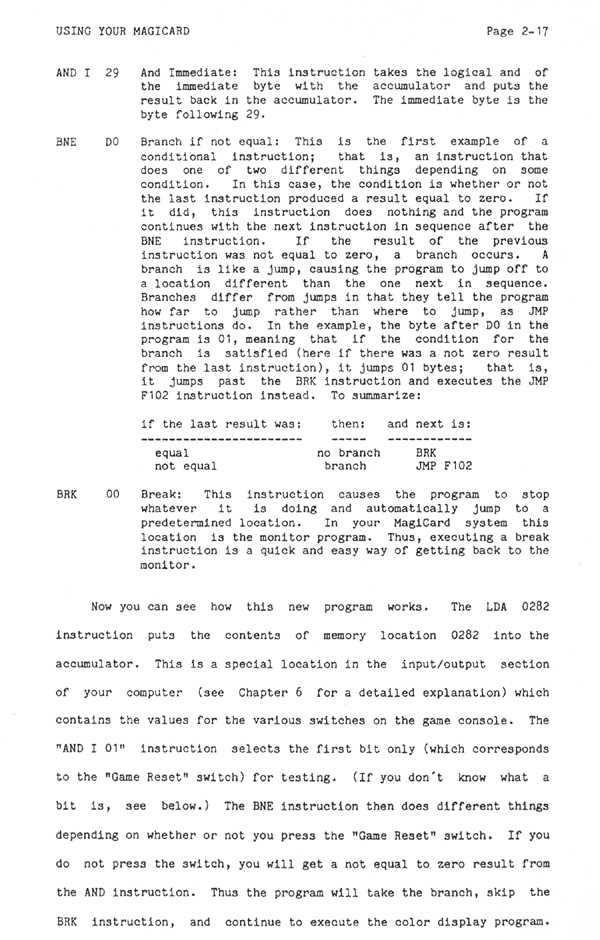 USING YOUR MAGICARD Page 2-17
AND I 29 And Immediate: This instruction takes the logical and of
the immediate byte with the accumulator and puts the
result back in the accumulator. The immediate byte is the
byte following 29.
BNE D0 Branch if not equal: This is the first example of a
conditional instruction; that is, an instruction that
does one of two different things depending on some
condition. In this case, the condition is whether or not
the last instruction produced a result equal to zero. If
it did, this instruction does nothing and the program
continues with the next instruction in sequence after the
BNE instruction. If the result of the previous
instruction was not equal to zero, a branch occurs. A
branch is like a jump, causing the program to jump off to
a location different than the one next in sequence.
Branches differ from jumps in that they tell the program
how far to jump rather than where to jump, as JMP
instructions do. In the example, the byte after D0 in the
program is 01, meaning that if the condition for the
branch is satisfied (here if there was a not zero result
from the last instruction), it jumps 01 bytes; that is,
it jumps past the BRK instruction and executes the JMP
F102 instruction instead. To summarize:
if the last result was: then: and next is:
----------------------- ----- ------------
equal no branch BRK
not equal branch JMP F102
BRK 00 Break: This instruction causes the program to stop
whatever it is doing and automatically jump to a
predetermined location. In your MagiCard system this
location is the monitor program. Thus, executing a break
instruction is a quick and easy way of getting back to the
monitor.
Now you can see how this new program works. The LDA 0282
instruction puts the contents of memory location 0282 into the
accumulator. This is a special location in the input/output section
of your computer (see Chapter 6 for a detailed explanation) which
contains the values for the various switches on the game console. The
"AND I 01" instruction selects the first bit only (which corresponds
to the "Game Reset" switch) for testing. (If you don't know what a
bit is, see below.) The BNE instruction then does different things
depending on whether or not you press the "Game Reset" switch. If you
do not press the switch, you will get a not equal to zero result from
the AND instruction. Thus the program will take the branch, skip the
BRK instruction, and continue to execute the color display program.